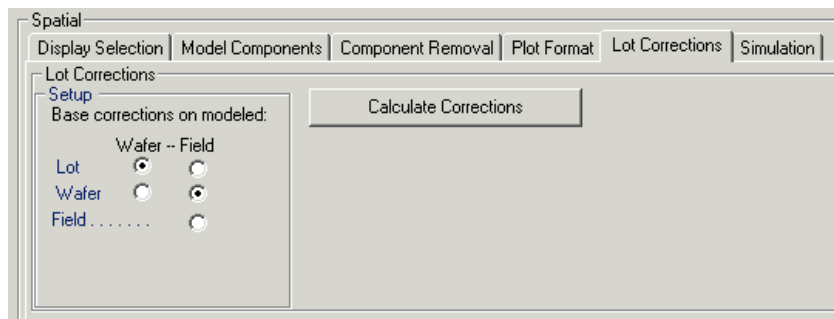 Spatial
Display Selection Model Components Component Removal Plot Format Lot Corrections Simulation
Lot Corrections
Setup
Base corrections on modeled:
Calculate Corrections
Wafer -- Field
Lot
Wafer
Field . . . . . . .